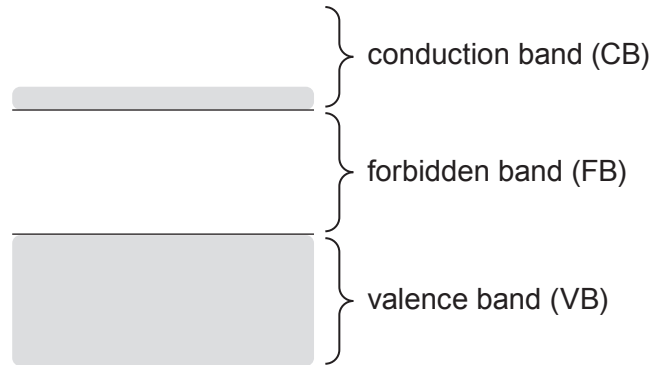 conduction band (CB)
forbidden band (FB)
valence band (VB)